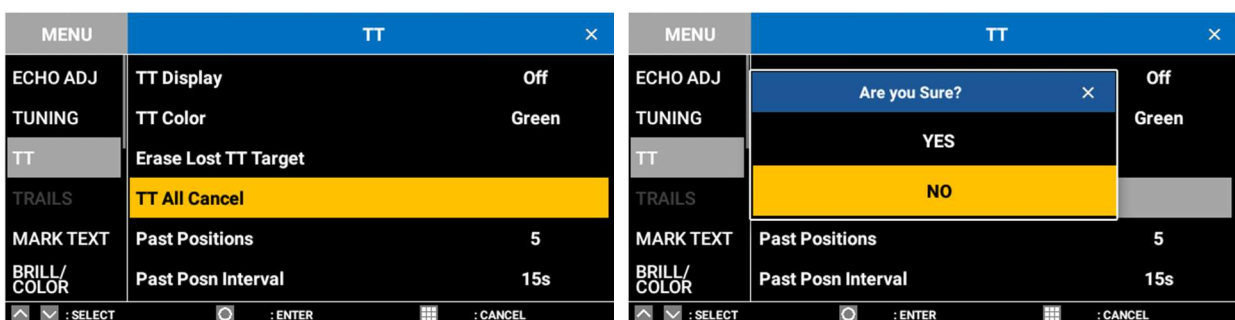 MENU TT ×
ECHO ADJ TT Display Off
TUNING TT Color Green
TT Erase Lost TT Target
TRAILS TT All Cancel
MARK TEXT Past Positions 5
BRILL/
COLOR Past Posn Interval 15s
: SELECT : ENTER : CANCEL
MENU TT ×
ECHO ADJ Off
Are you Sure? ×
TUNING Green
YES
TT
TRAILS NO
MARK TEXT Past Positions 5
BRILL/
COLOR Past Posn Interval 15s
: SELECT : ENTER : CANCEL